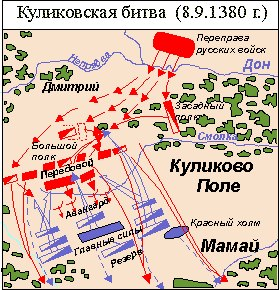 Куликовская битва (8.9.1380 г.)
Переправа
русских войск
Непрядва
Дон
Дмитрий
Засадный
полк
Смолка
Большой
полк
Передовой
Куликово
Поле
Авангард
Красный холм
Главные силы
Мамай
Резерв